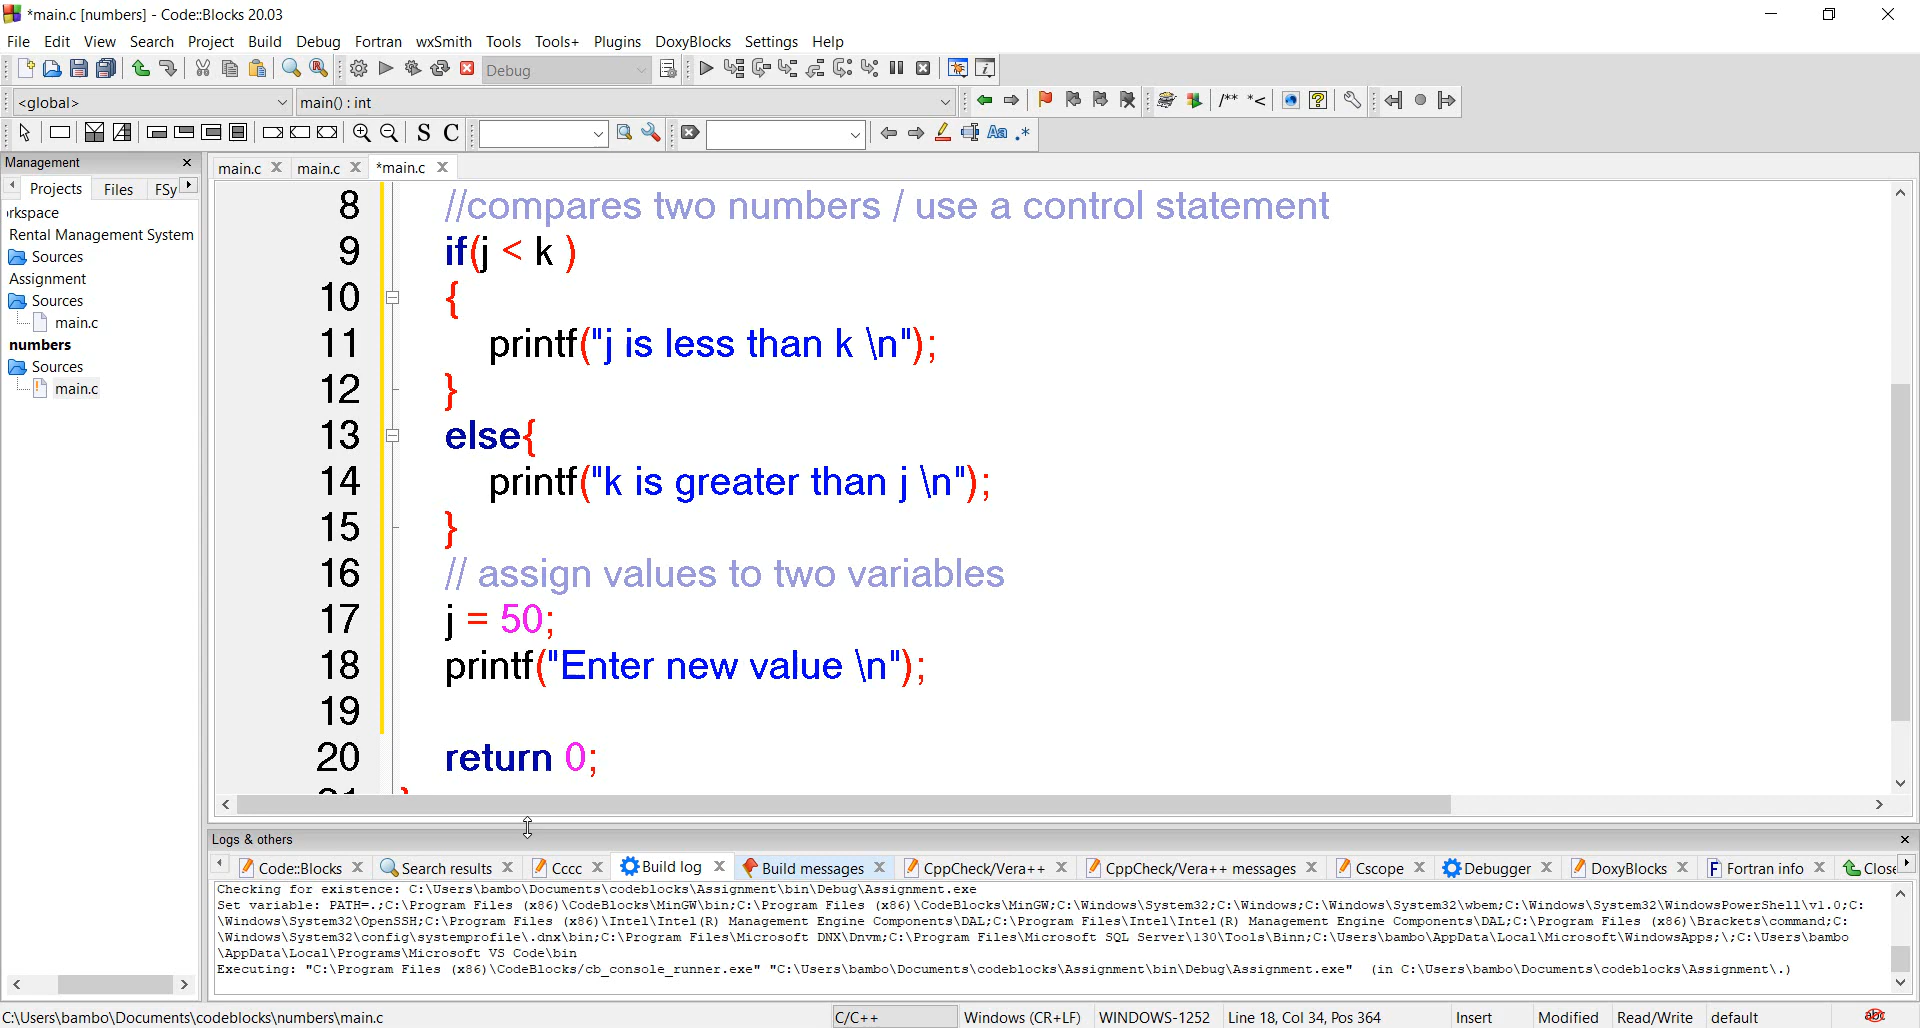 *main.c [numbers] - Code::Blocks 20.03
File Edit View Search Project Build Debug Fortran wxSmith Tools Tools+ Plugins DoxyBlocks Settings Help
Debug
<global> main() : int /** *<
S C Aa .*
Management
main.c main.c *main.c
Projects Files FSy
rkspace
Rental Management System
Sources
Assignment
Sources
main.c
numbers
Sources
main.c
8 //compares two numbers / use a control statement
9 if(j < k )
10 {
11 printf("j is less than k \n");
12 }
13 else{
14 printf("k is greater than j \n");
15 }
16 // assign values to two variables
17 j = 50;
18 printf("Enter new value \n");
19
20 return 0;
21 }
Logs & others
Code::Blocks Search results Cccc Build log Build messages CppCheck/Vera++ CppCheck/Vera++ messages Cscope Debugger DoxyBlocks Fortran info Close
Checking for existence: C:\Users\bambo\Documents\codeblocks\Assignment\bin\Debug\Assignment.exe
Set variable: PATH=.;C:\Program Files (x86)\CodeBlocks\MinGW\bin;C:\Program Files (x86)\CodeBlocks\MinGW;C:\Windows\System32;C:\Windows;C:\Windows\System32\wbem;C:\Windows\System32\WindowsPowerShell\v1.0;C:
\Windows\System32\OpenSSH;C:\Program Files (x86)\Intel\Intel(R) Management Engine Components\DAL;C:\Program Files\Intel\Intel(R) Management Engine Components\DAL;C:\Program Files (x86)\Brackets\command;C:
\Windows\System32\config\systemprofile\.dnx\bin;C:\Program Files\Microsoft DNX\Dnvm;C:\Program Files\Microsoft SQL Server\130\Tools\Binn;C:\Users\bambo\AppData\Local\Microsoft\WindowsApps;\;C:\Users\bambo
\AppData\Local\Programs\Microsoft VS Code\bin
Executing: "C:\Program Files (x86)\CodeBlocks/cb_console_runner.exe" "C:\Users\bambo\Documents\codeblocks\Assignment\bin\Debug\Assignment.exe" (in C:\Users\bambo\Documents\codeblocks\Assignment\.)
C:\Users\bambo\Documents\codeblocks\numbers\main.c C/C++ Windows (CR+LF) WINDOWS-1252 Line 18, Col 34, Pos 364 Insert Modified Read/Write default abc